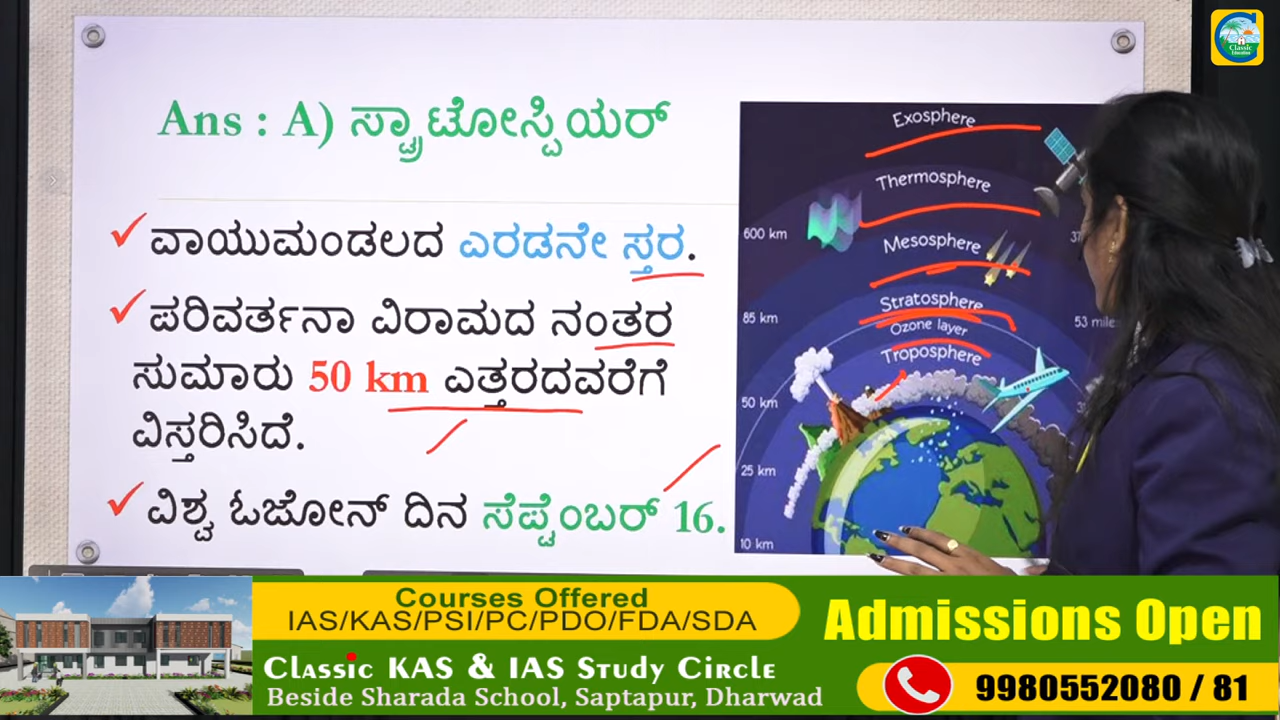 Classic
Education
Ans : A) ಸ್ಟ್ರಾಟೋಸ್ಪಿಯರ್
ವಾಯುಮಂಡಲದ ಎರಡನೇ ಸ್ತರ.
ಪರಿವರ್ತನಾ ವಿರಾಮದ ನಂತರ
ಸುಮಾರು 50 km ಎತ್ತರದವರೆಗೆ
ವಿಸ್ತರಿಸಿದೆ.
ವಿಶ್ವ ಓಜೋನ್ ದಿನ ಸೆಪ್ಟೆಂಬರ್ 16.
Exosphere
Thermosphere
600 km
Mesosphere
Stratosphere
85 km
53 mile
Ozone layer
Troposphere
50 km
25 km
10 km
Courses Offered
IAS/KAS/PSI/PC/PDO/FDA/SDA
Classic KAS & IAS Study Circle
Beside Sharada School, Saptapur, Dharwad
Admissions Open
9980552080 / 81